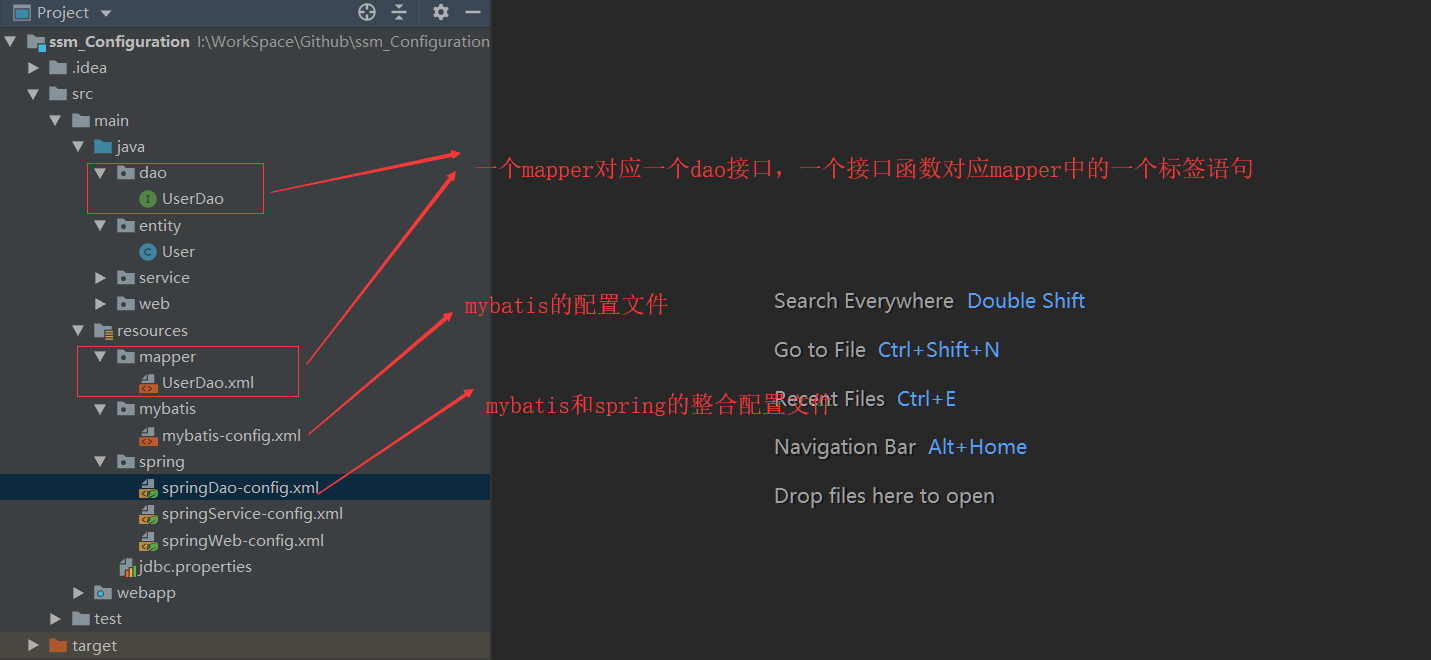 Project
ssm_Configuration I:\WorkSpace\Github\ssm_Configuration
.idea
src
main
java
dao
UserDao
entity
User
service
web
resources
mapper
UserDao.xml
mybatis
mybatis-config.xml
spring
springDao-config.xml
springService-config.xml
springWeb-config.xml
jdbc.properties
webapp
test
target
一个mapper对应一个dao接口，一个接口函数对应mapper中的一个标签语句
mybatis的配置文件
mybatis和spring的整合配置文件
Search Everywhere Double Shift
Go to File Ctrl+Shift+N
Recent Files Ctrl+E
Navigation Bar Alt+Home
Drop files here to open